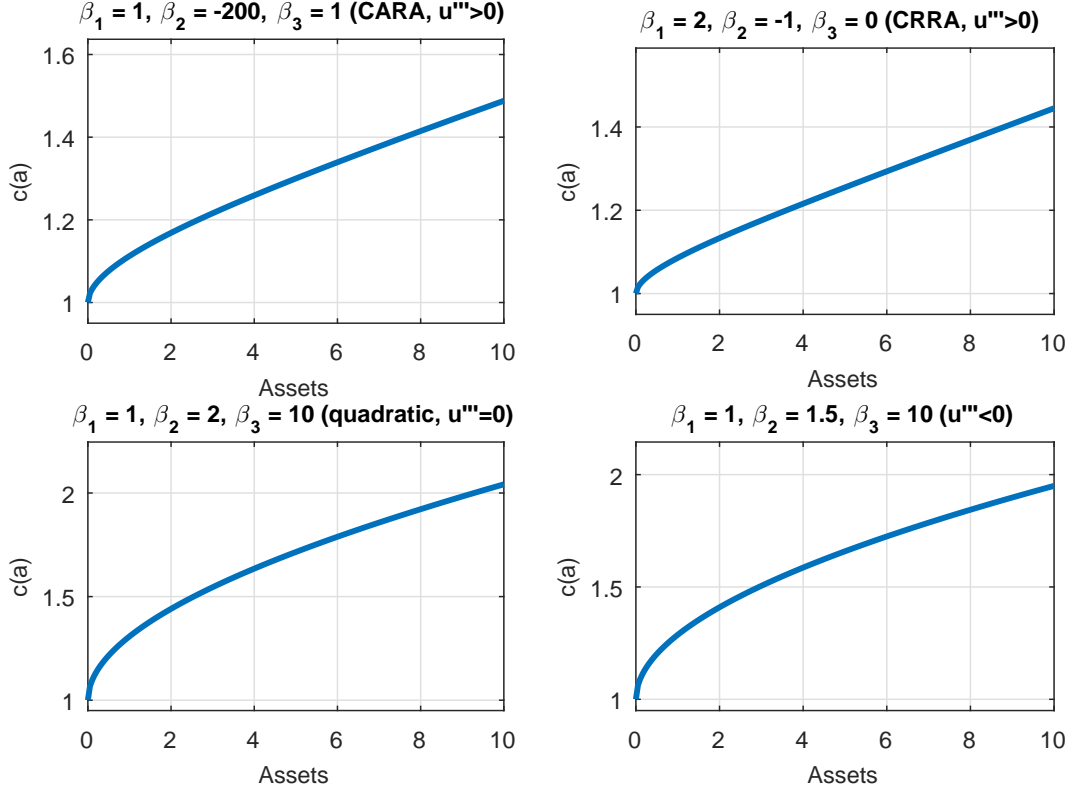 β1 = 1, β2 = -200, β3 = 1 (CARA, u'''>0)
1.6
1.4
1.2
1
c(a)
0 2 4 6 8 10
Assets
β1 = 2, β2 = -1, β3 = 0 (CRRA, u'''>0)
1.4
1.2
1
c(a)
0 2 4 6 8 10
Assets
β1 = 1, β2 = 2, β3 = 10 (quadratic, u'''=0)
2
1.5
1
c(a)
0 2 4 6 8 10
Assets
β1 = 1, β2 = 1.5, β3 = 10 (u'''<0)
2
1.5
1
c(a)
0 2 4 6 8 10
Assets